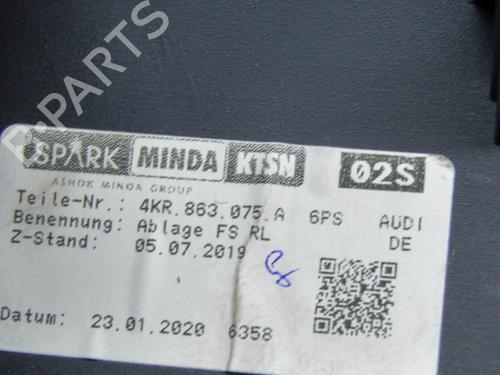 B-PARTS
SPARK MINDA KTSN 02S
ASHOK MINDA GROUP
Teile-Nr.: 4KR.863.075.A 6PS AUDI
Benennung: Ablage FS RL DE
Z-Stand: 05.07.2019
Datum: 23.01.2020 6358